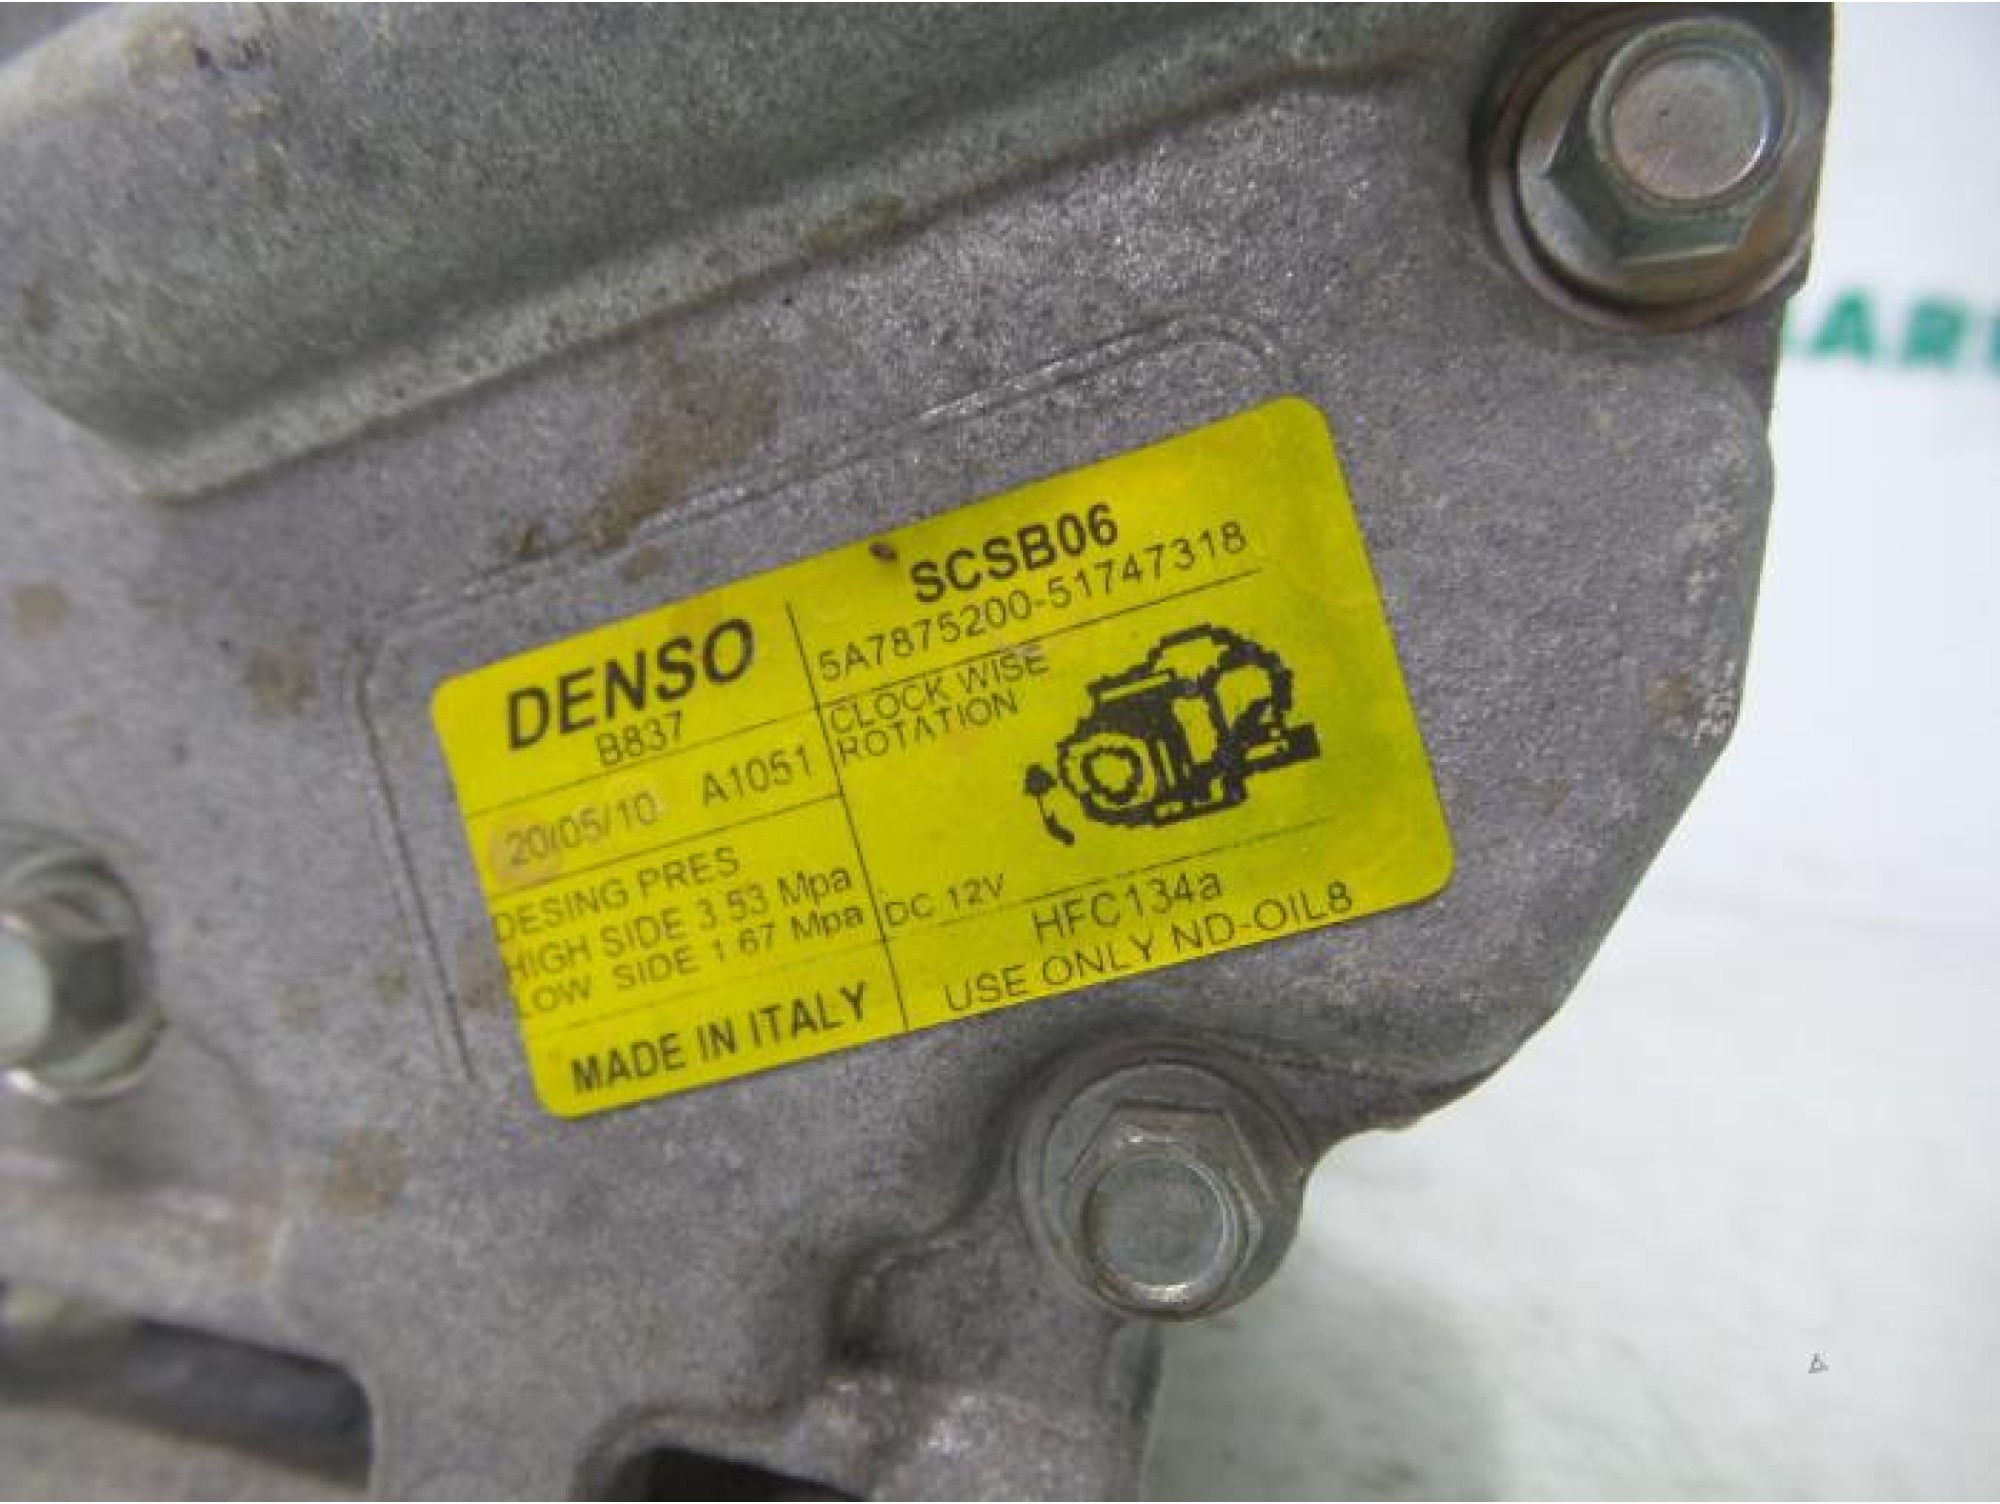 DENSO
B837
20/05/10 A1051
DESING PRES
HIGH SIDE 3.53 Mpa
LOW SIDE 1.67 Mpa
MADE IN ITALY
SCSB06
5A7875200-51747318
CLOCK WISE
ROTATION
DC 12V
HFC134a
USE ONLY ND-OIL8